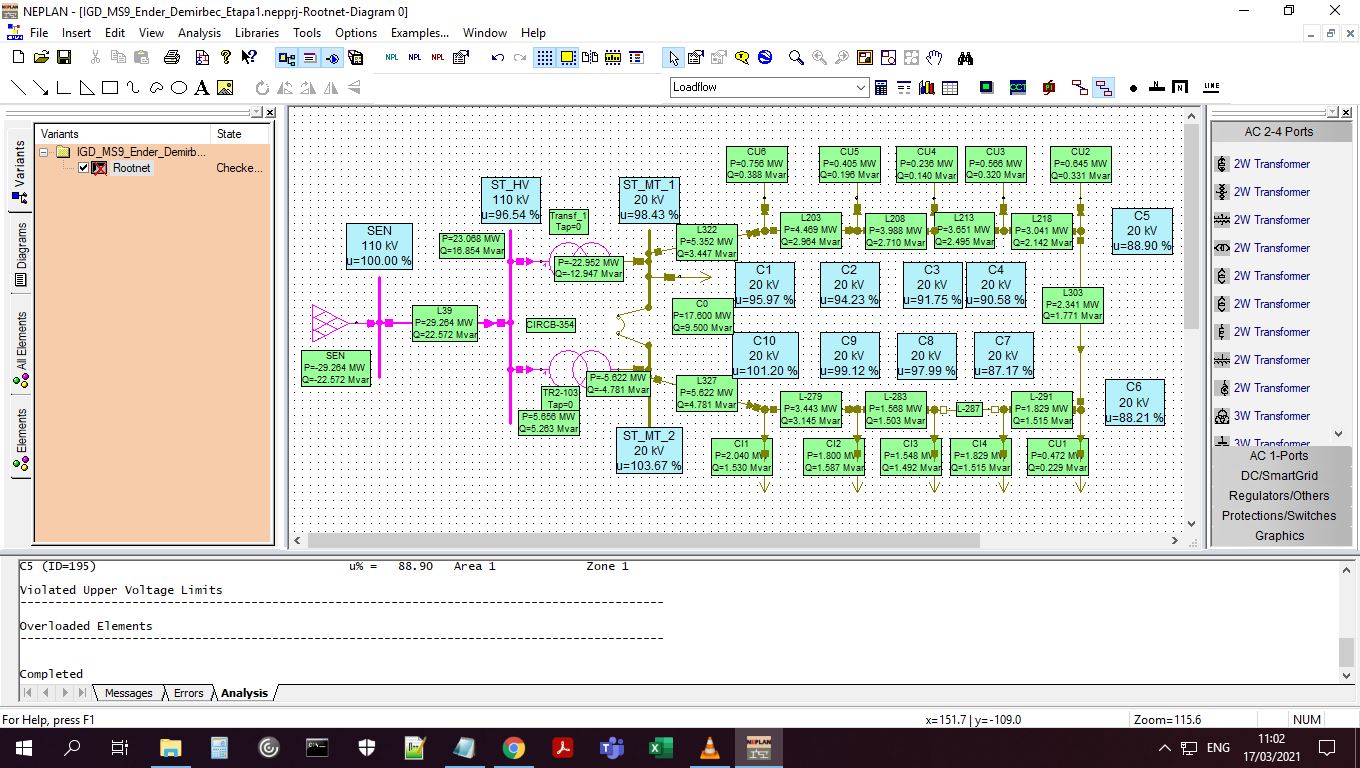 NEPLAN - [IGD_MS9_Ender_Demirbec_Etapa1.nepprj-Rootnet-Diagram 0]
File Insert Edit View Analysis Libraries Tools Options Examples... Window Help
NPL NPL NPL
Loadflow
CCT
LINE
Variants State
IGD_MS9_Ender_Demirb...
Rootnet Checke...
Variants
Diagrams
All Elements
Elements
SEN
110 kV
u=100.00 %
SEN
P=-29.264 MW
Q=-22.572 Mvar
L39
P=29.264 MW
Q=22.572 Mvar
ST_HV
110 kV
u=96.54 %
P=23.068 MW
Q=16.854 Mvar
Transf_1
Tap=0
P=-22.952 MW
Q=-12.947 Mvar
CIRCB-354
TR2-103
Tap=0
P=5.656 MW
Q=5.263 Mvar
P=-5.622 MW
Q=-4.781 Mvar
ST_MT_1
20 kV
u=98.43 %
ST_MT_2
20 kV
u=103.67 %
L322
P=5.352 MW
Q=3.447 Mvar
C0
P=17.600 MW
Q=9.500 Mvar
L327
P=5.622 MW
Q=4.781 Mvar
CU6
P=0.756 MW
Q=0.388 Mvar
CU5
P=0.405 MW
Q=0.196 Mvar
CU4
P=0.236 MW
Q=0.140 Mvar
CU3
P=0.566 MW
Q=0.320 Mvar
CU2
P=0.645 MW
Q=0.331 Mvar
L203
P=4.469 MW
Q=2.964 Mvar
L208
P=3.988 MW
Q=2.710 Mvar
L213
P=3.651 MW
Q=2.495 Mvar
L218
P=3.041 MW
Q=2.142 Mvar
C5
20 kV
u=88.90 %
C1
20 kV
u=95.97 %
C2
20 kV
u=94.23 %
C3
20 kV
u=91.75 %
C4
20 kV
u=90.58 %
L303
P=2.341 MW
Q=1.771 Mvar
C10
20 kV
u=101.20 %
C9
20 kV
u=99.12 %
C8
20 kV
u=97.99 %
C7
20 kV
u=87.17 %
C6
20 kV
u=88.21 %
L-279
P=3.443 MW
Q=3.145 Mvar
L-283
P=1.568 MW
Q=1.503 Mvar
L-287
L-291
P=1.829 MW
Q=1.515 Mvar
CI1
P=2.040 MW
Q=1.530 Mvar
CI2
P=1.800 MW
Q=1.587 Mvar
CI3
P=1.548 MW
Q=1.492 Mvar
CI4
P=1.829 MW
Q=1.515 Mvar
CU1
P=0.472 MW
Q=0.229 Mvar
AC 2-4 Ports
2W Transfomer
2W Transfomer
2W Transfomer
2W Transfomer
2W Transfomer
2W Transfomer
2W Transfomer
2W Transfomer
2W Transfomer
3W Transfomer
3W Transfomer
AC 1-Ports
DC/SmartGrid
Regulators/Others
Protections/Switches
Graphics
C5 (ID=195) u% = 88.90 Area 1 Zone 1
Violated Upper Voltage Limits
Overloaded Elements
Completed
Messages Errors Analysis
For Help, press F1 x=151.7 | y=-109.0 Zoom=115.6 NUM
ENG
11:02
17/03/2021